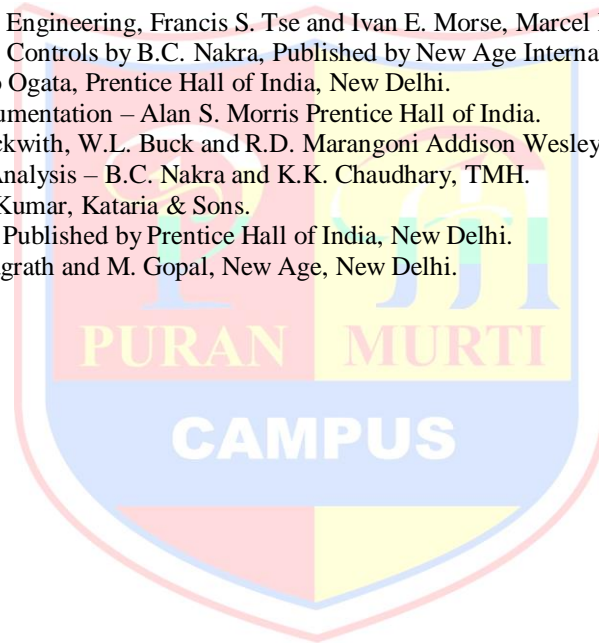 Engineering, Francis S. Tse and Ivan E. Morse, Marcel
Controls by B.C. Nakra, Published by New Age Interna
Ogata, Prentice Hall of India, New Delhi.
umentation – Alan S. Morris Prentice Hall of India.
ckwith, W.L. Buck and R.D. Marangoni Addison Wesley
Analysis – B.C. Nakra and K.K. Chaudhary, TMH.
Kumar, Kataria & Sons.
Published by Prentice Hall of India, New Delhi.
grath and M. Gopal, New Age, New Delhi.
PURAN MURTI
CAMPUS